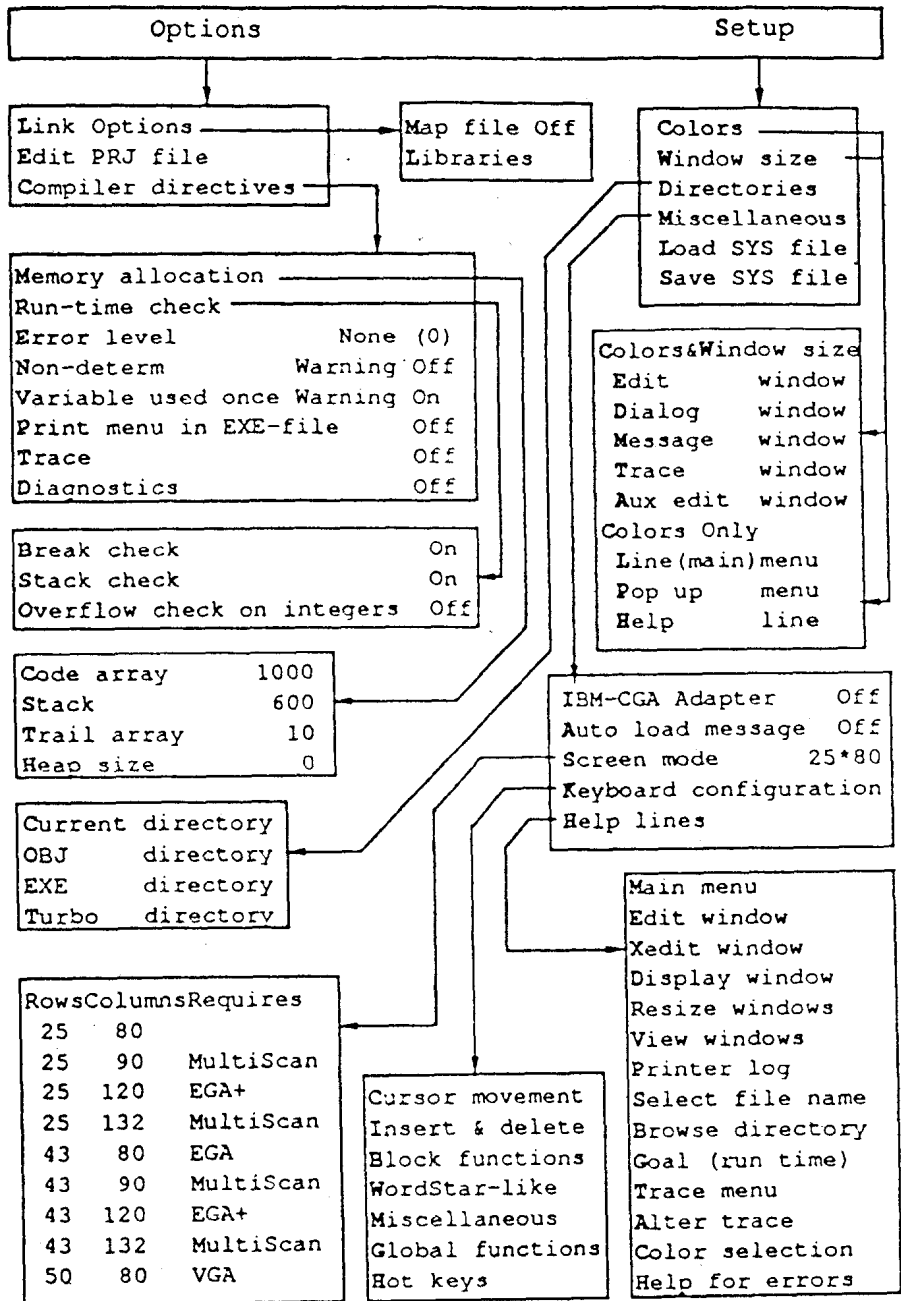 Options Setup
Link Options
Edit PRJ file
Compiler directives
Map file Off
Libraries
Colors
Window size
Directories
Miscellaneous
Load SYS file
Save SYS file
Memory allocation
Run-time check
Error level None (0)
Non-determ Warning Off
Variable used once Warning On
Print menu in EXE-file Off
Trace Off
Diagnostics Off
Colors&Window size
Edit window
Dialog window
Message window
Trace window
Aux edit window
Colors Only
Line(main)menu
Pop up menu
Help line
Break check On
Stack check On
Overflow check on integers Off
Code array 1000
Stack 600
Trail array 10
Heap size 0
IBM-CGA Adapter Off
Auto load message Off
Screen mode 25*80
Keyboard configuration
Help lines
Current directory
OBJ directory
EXE directory
Turbo directory
RowsColumnsRequires
25 80
25 90 MultiScan
25 120 EGA+
25 132 MultiScan
43 80 EGA
43 90 MultiScan
43 120 EGA+
43 132 MultiScan
50 80 VGA
Cursor movement
Insert & delete
Block functions
WordStar-like
Miscellaneous
Global functions
Hot keys
Main menu
Edit window
Xedit window
Display window
Resize windows
View windows
Printer log
Select file name
Browse directory
Goal (run time)
Trace menu
Alter trace
Color selection
Help for errors